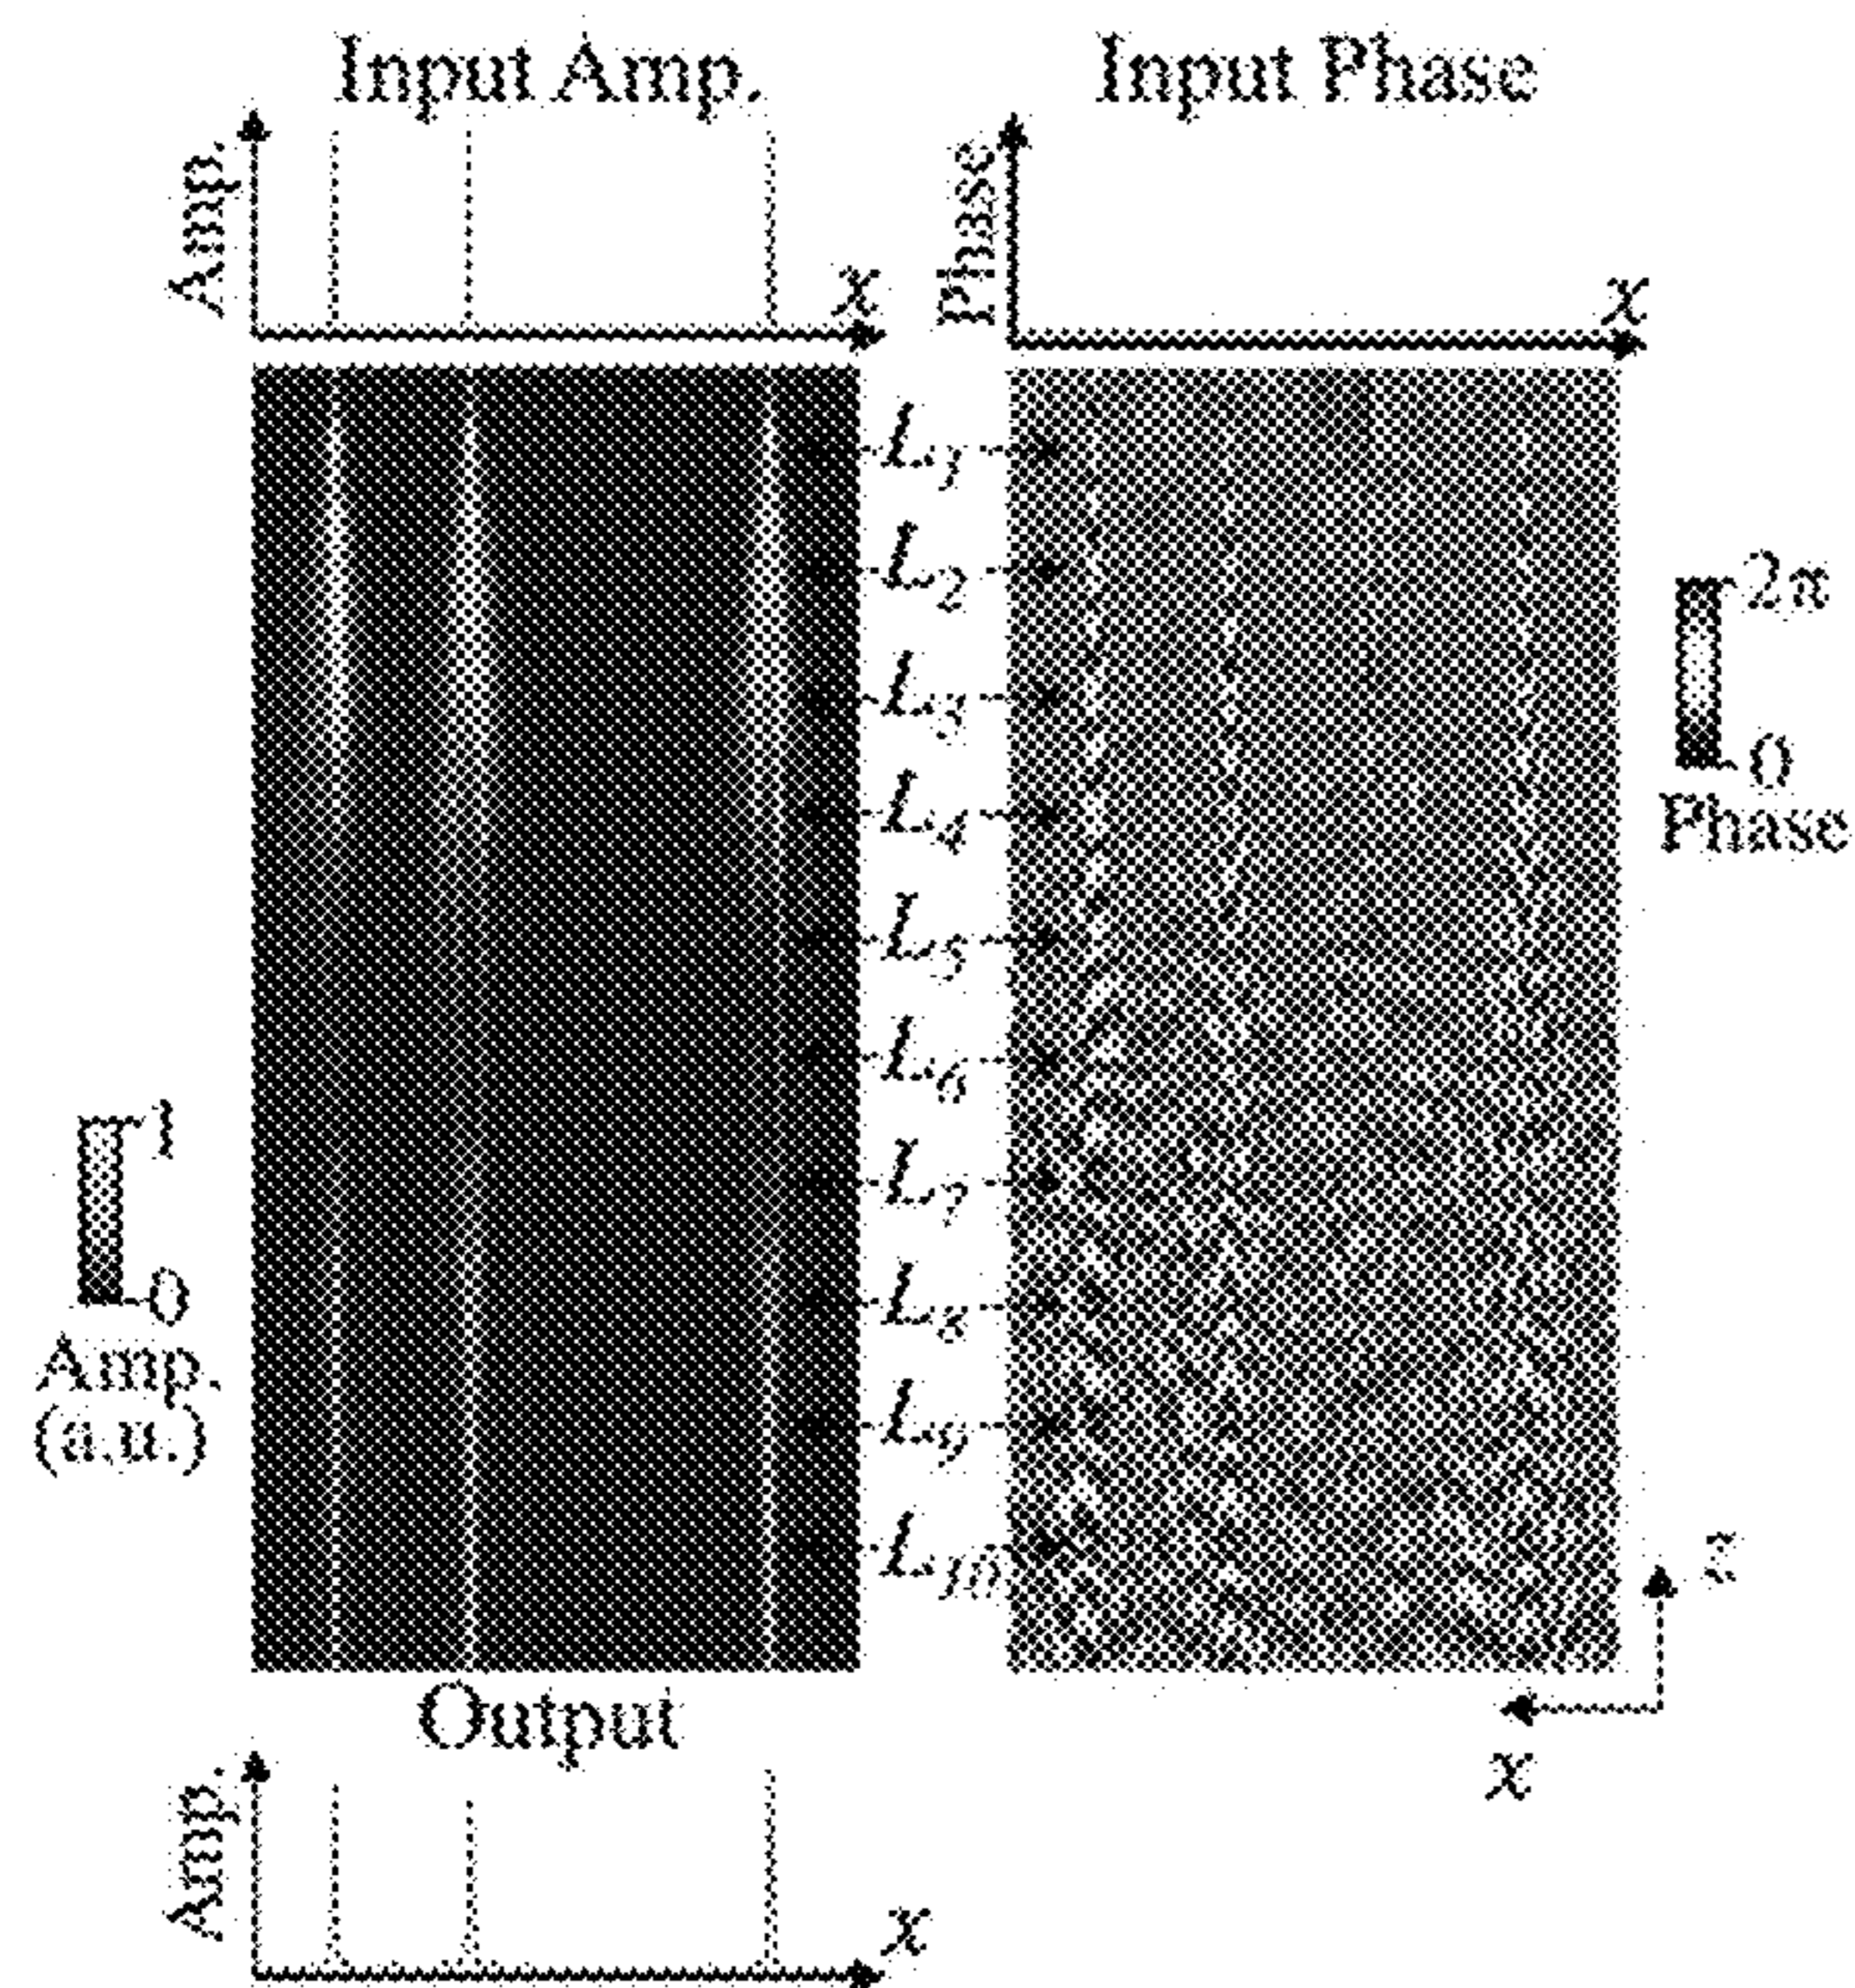 Input Amp.
Input Phase
Amp.
x
Phase
x
L1
L2
L3
L4
L5
L6
L7
L8
L9
L10
2π
0
Phase
1
0
Amp.
(a.u.)
z
x
Output
Amp.
x